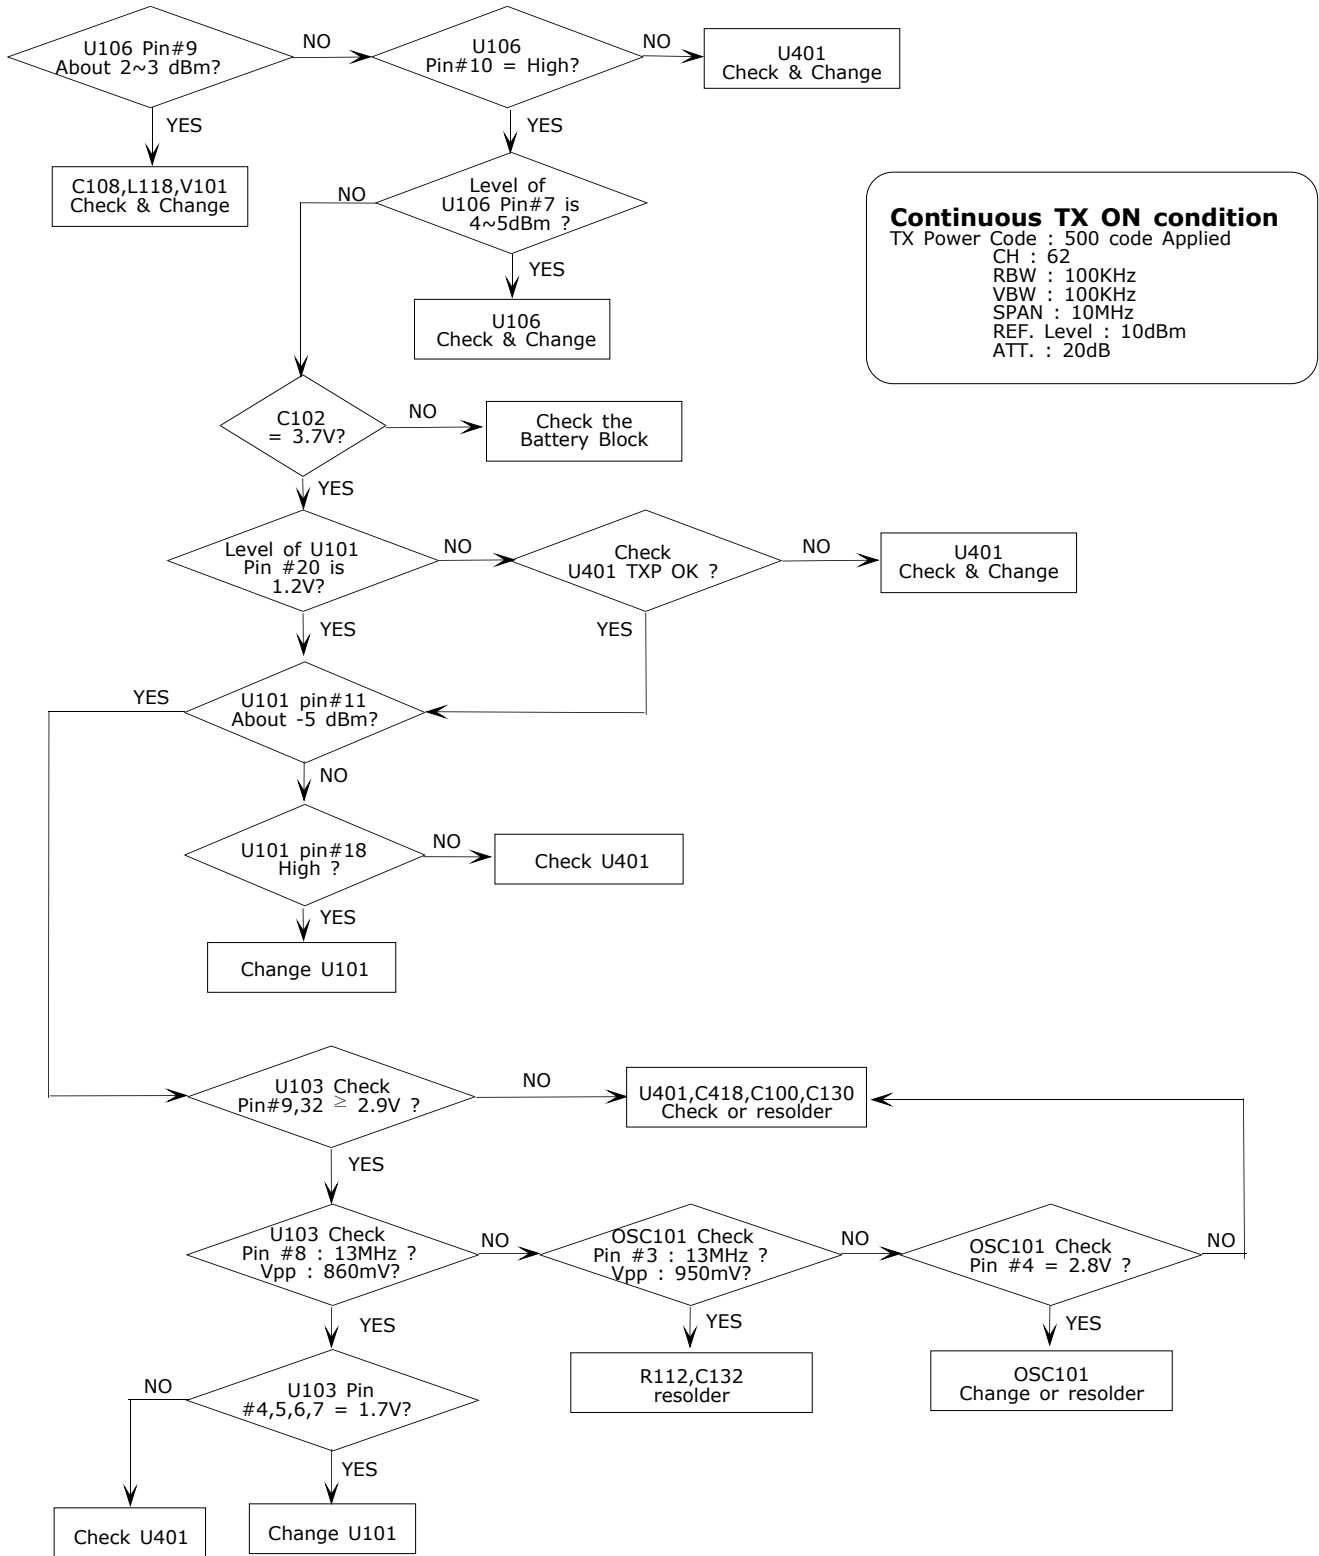 U106 Pin#9
About 2~3 dBm?
NO
U106
Pin#10 = High?
NO
U401
Check & Change
YES
C108,L118,V101
Check & Change
YES
Level of
U106 Pin#7 is
4~5dBm ?
NO
YES
U106
Check & Change
Continuous TX ON condition
TX Power Code : 500 code Applied
CH : 62
RBW : 100KHz
VBW : 100KHz
SPAN : 10MHz
REF. Level : 10dBm
ATT. : 20dB
C102
= 3.7V?
NO
Check the
Battery Block
YES
Level of U101
Pin #20 is
1.2V?
NO
Check
U401 TXP OK ?
NO
U401
Check & Change
YES
YES
U101 pin#11
About -5 dBm?
YES
NO
U101 pin#18
High ?
NO
Check U401
YES
Change U101
U103 Check
Pin#9,32 ≥ 2.9V ?
NO
U401,C418,C100,C130
Check or resolder
YES
U103 Check
Pin #8 : 13MHz ?
Vpp : 860mV?
NO
OSC101 Check
Pin #3 : 13MHz ?
Vpp : 950mV?
NO
OSC101 Check
Pin #4 = 2.8V ?
NO
YES
YES
R112,C132
resolder
YES
OSC101
Change or resolder
U103 Pin
#4,5,6,7 = 1.7V?
NO
YES
Check U401
Change U101